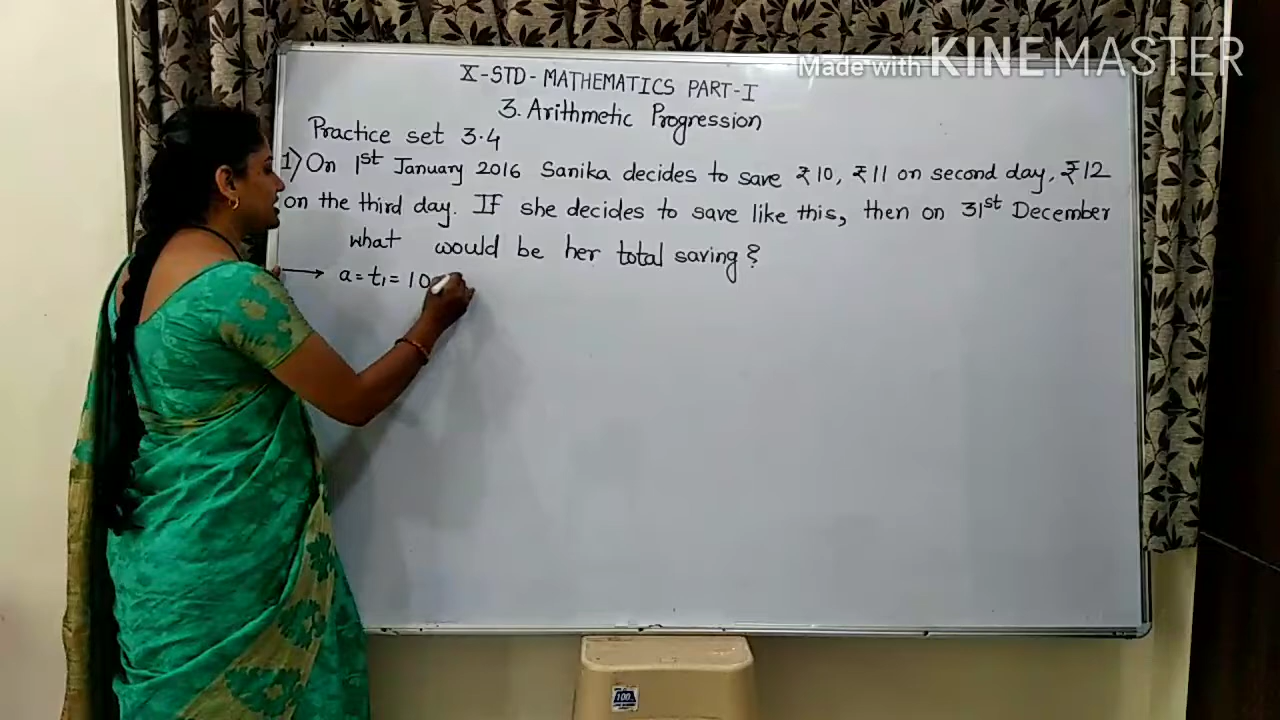 Made with KINEMASTER
X-STD-MATHEMATICS PART-I
3. Arithmetic Progression
Practice set 3.4
1) On 1st January 2016 Sanika decides to save ₹10, ₹11 on second day, ₹12
on the third day. If she decides to save like this, then on 31st December
what would be her total saving?
→ a = t1 = 10
100